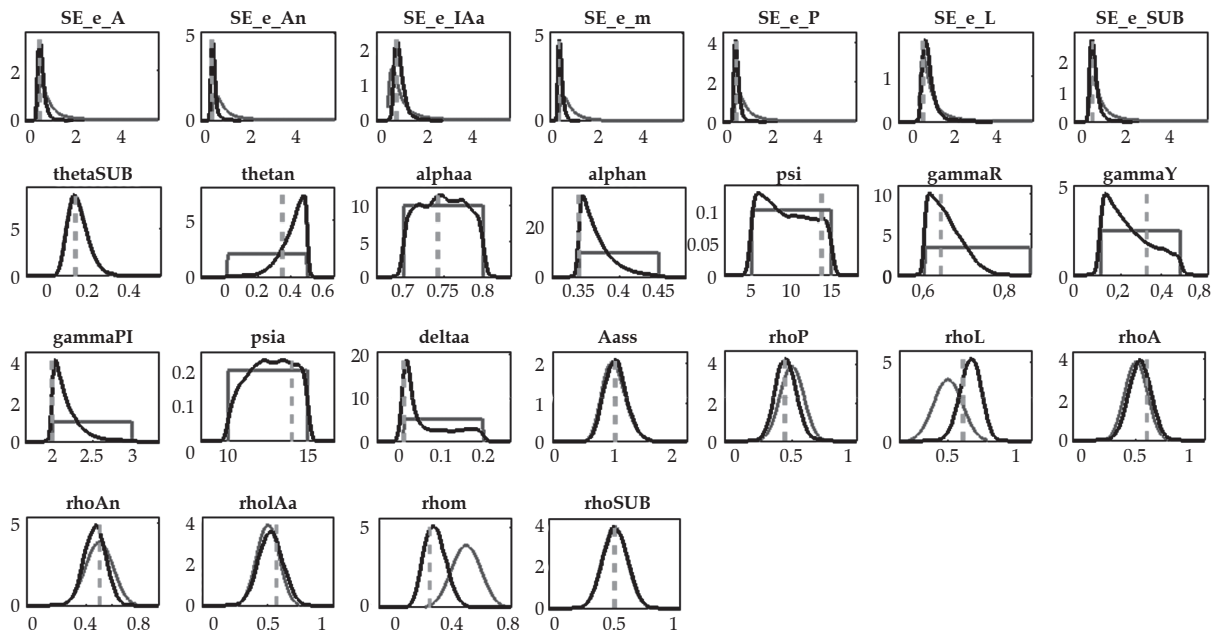 SE_e_A SE_e_An SE_e_IAa SE_e_m SE_e_P SE_e_L SE_e_SUB
2 0 0 2 4
5 0 0 2 4
2 1 0 0 2 4
5 0 0 2 4
4 3 2 1 0 0 2 4
1 0 0 2 4
2 1 0 0 2 4
thetaSUB thetan alphaa alphan psi gammaR gammaY
5 0 0 0.2 0.4
5 0 0 0.2 0.4 0.6
10 5 0 0.7 0.75 0.8
20 0 0.35 0.4 0.45
0.1 0.05 0 5 10 15
10 5 0 0,6 0,8
5 0 0 0,2 0,4 0,8
gammaPI psia deltaa Aass rhoP rhoL rhoA
4 2 0 2 2.5 3
0.2 0.1 0 10 15
20 10 0 0 0.1 0.2
2 1 0 0 1 2
4 2 0 0 0.5 1
5 0 0.5 1
4 2 0 0 0.5 1
rhoAn rholAa rhom rhoSUB
5 0 0 0.4 0.8
4 2 0 0 0.5 1
5 0 0 0.4 0.8
4 2 0 0 0.5 1